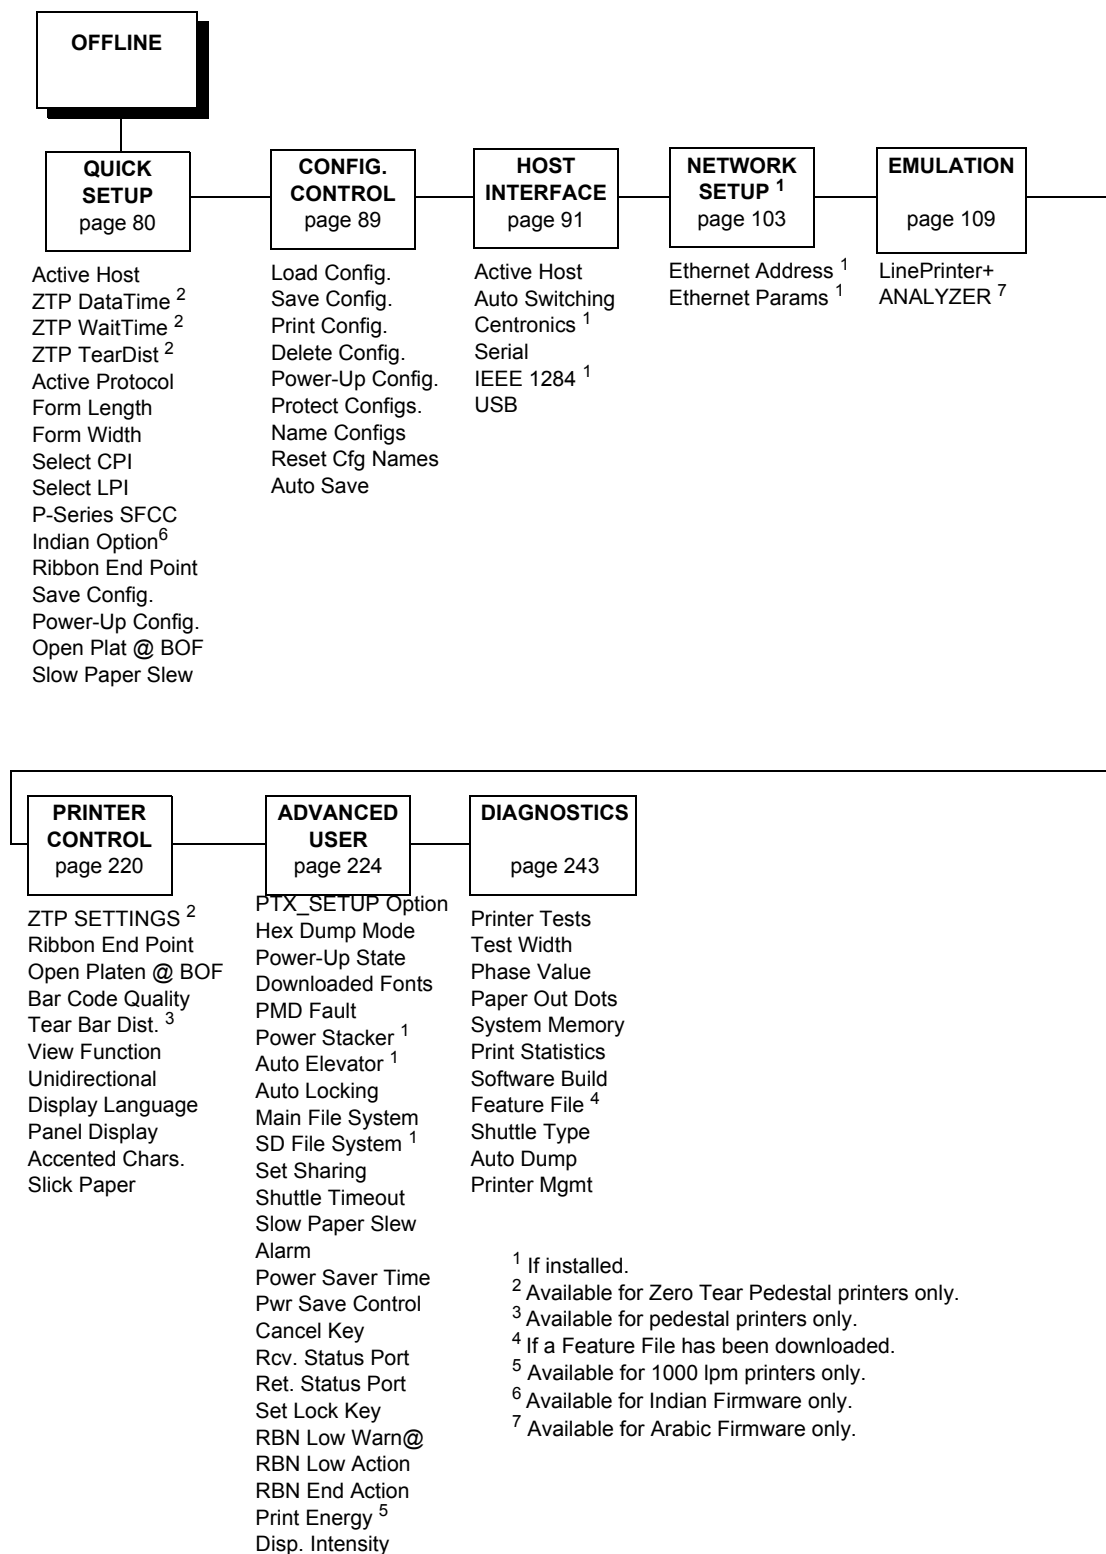 OFFLINE
QUICK
SETUP
page 80
Active Host
ZTP DataTime 2
ZTP WaitTime 2
ZTP TearDist 2
Active Protocol
Form Length
Form Width
Select CPI
Select LPI
P-Series SFCC
Indian Option6
Ribbon End Point
Save Config.
Power-Up Config.
Open Plat @ BOF
Slow Paper Slew
CONFIG.
CONTROL
page 89
Load Config.
Save Config.
Print Config.
Delete Config.
Power-Up Config.
Protect Configs.
Name Configs
Reset Cfg Names
Auto Save
HOST
INTERFACE
page 91
Active Host
Auto Switching
Centronics 1
Serial
IEEE 1284 1
USB
NETWORK
SETUP 1
page 103
Ethernet Address 1
Ethernet Params 1
EMULATION
page 109
LinePrinter+
ANALYZER 7
PRINTER
CONTROL
page 220
ZTP SETTINGS 2
Ribbon End Point
Open Platen @ BOF
Bar Code Quality
Tear Bar Dist. 3
View Function
Unidirectional
Display Language
Panel Display
Accented Chars.
Slick Paper
ADVANCED
USER
page 224
PTX_SETUP Option
Hex Dump Mode
Power-Up State
Downloaded Fonts
PMD Fault
Power Stacker 1
Auto Elevator 1
Auto Locking
Main File System
SD File System 1
Set Sharing
Shuttle Timeout
Slow Paper Slew
Alarm
Power Saver Time
Pwr Save Control
Cancel Key
Rcv. Status Port
Ret. Status Port
Set Lock Key
RBN Low Warn@
RBN Low Action
RBN End Action
Print Energy 5
Disp. Intensity
DIAGNOSTICS
page 243
Printer Tests
Test Width
Phase Value
Paper Out Dots
System Memory
Print Statistics
Software Build
Feature File 4
Shuttle Type
Auto Dump
Printer Mgmt
1 If installed.
2 Available for Zero Tear Pedestal printers only.
3 Available for pedestal printers only.
4 If a Feature File has been downloaded.
5 Available for 1000 lpm printers only.
6 Available for Indian Firmware only.
7 Available for Arabic Firmware only.